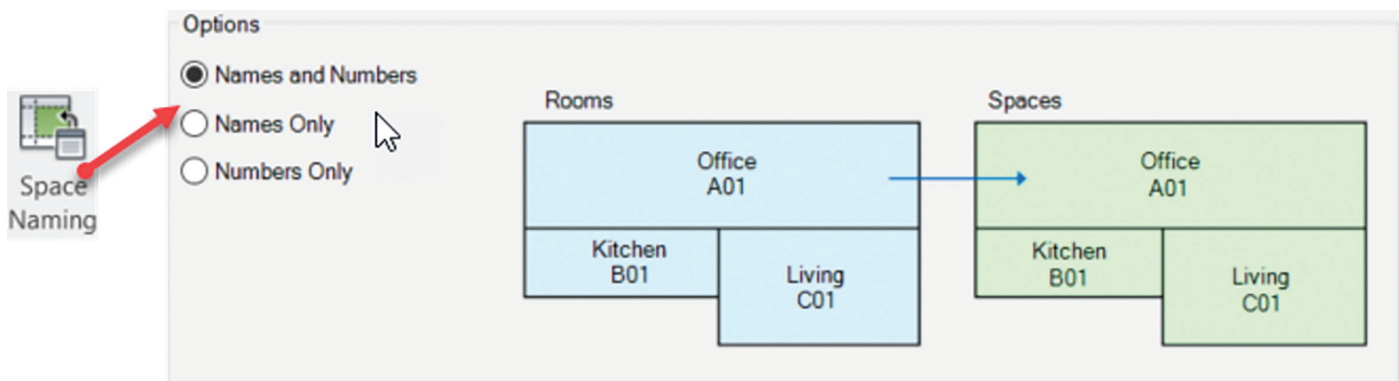 Options
Names and Numbers
Names Only
Numbers Only
Space
Naming
Rooms
Office
A01
Kitchen
B01
Living
C01
Spaces
Office
A01
Kitchen
B01
Living
C01